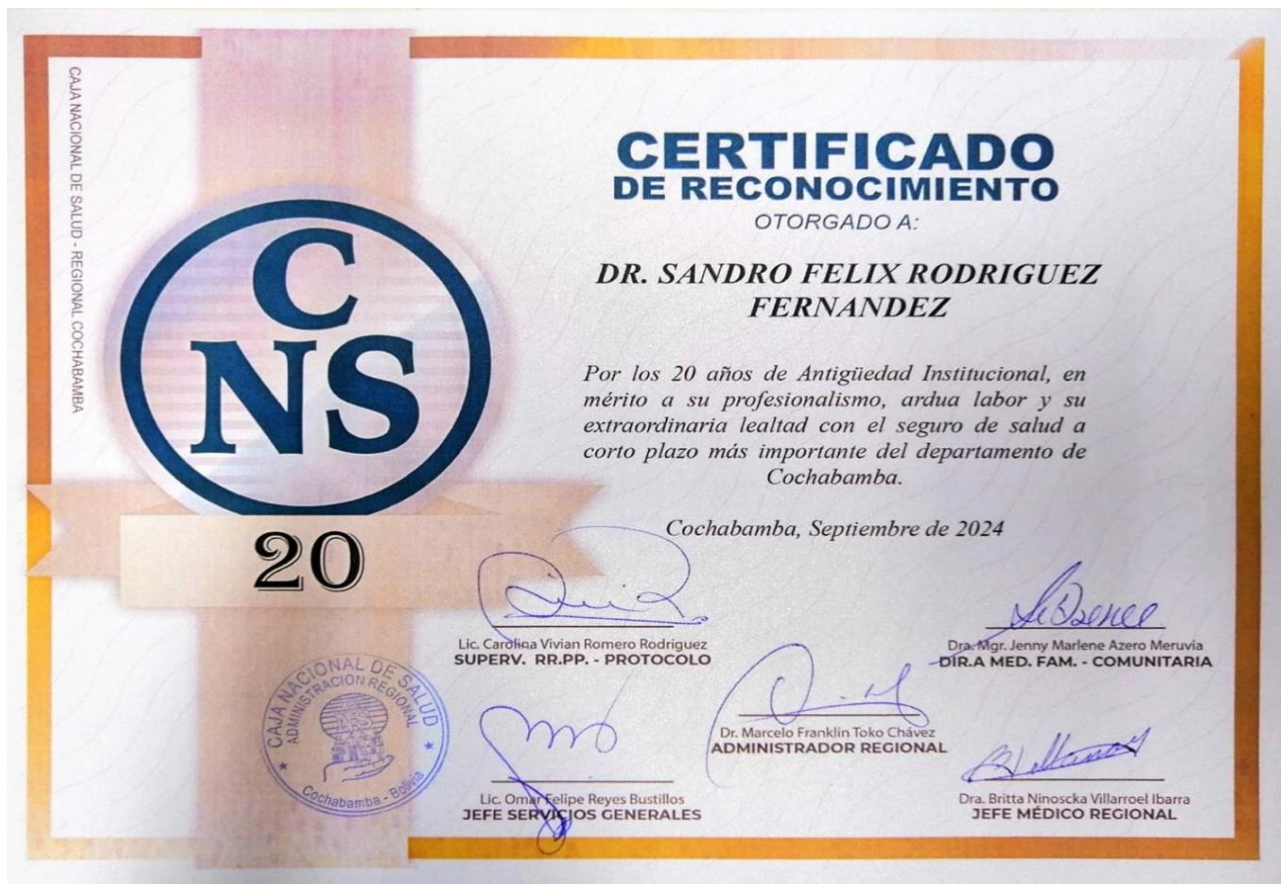 CAJA NACIONAL DE SALUD - REGIONAL COCHABAMBA
C
NS
20
CERTIFICADO
DE RECONOCIMIENTO
OTORGADO A:
DR. SANDRO FELIX RODRIGUEZ
FERNANDEZ
Por los 20 años de Antigüedad Institucional, en
mérito a su profesionalismo, ardua labor y su
extraordinaria lealtad con el seguro de salud a
corto plazo más importante del departamento de
Cochabamba.
Cochabamba, Septiembre de 2024
Lic. Carolina Vivian Romero Rodriguez
SUPERV. RR.PP. - PROTOCOLO
Dra. Mgr. Jenny Marlene Azero Meruvia
DIR.A MED. FAM. - COMUNITARIA
Dr. Marcelo Franklin Toko Chávez
ADMINISTRADOR REGIONAL
Lic. Omar Felipe Reyes Bustillos
JEFE SERVICIOS GENERALES
Dra. Britta Ninoscka Villarroel Ibarra
JEFE MÉDICO REGIONAL
CAJA NACIONAL DE SALUD
ADMINISTRACION REGIONAL
Cochabamba - Bolivia